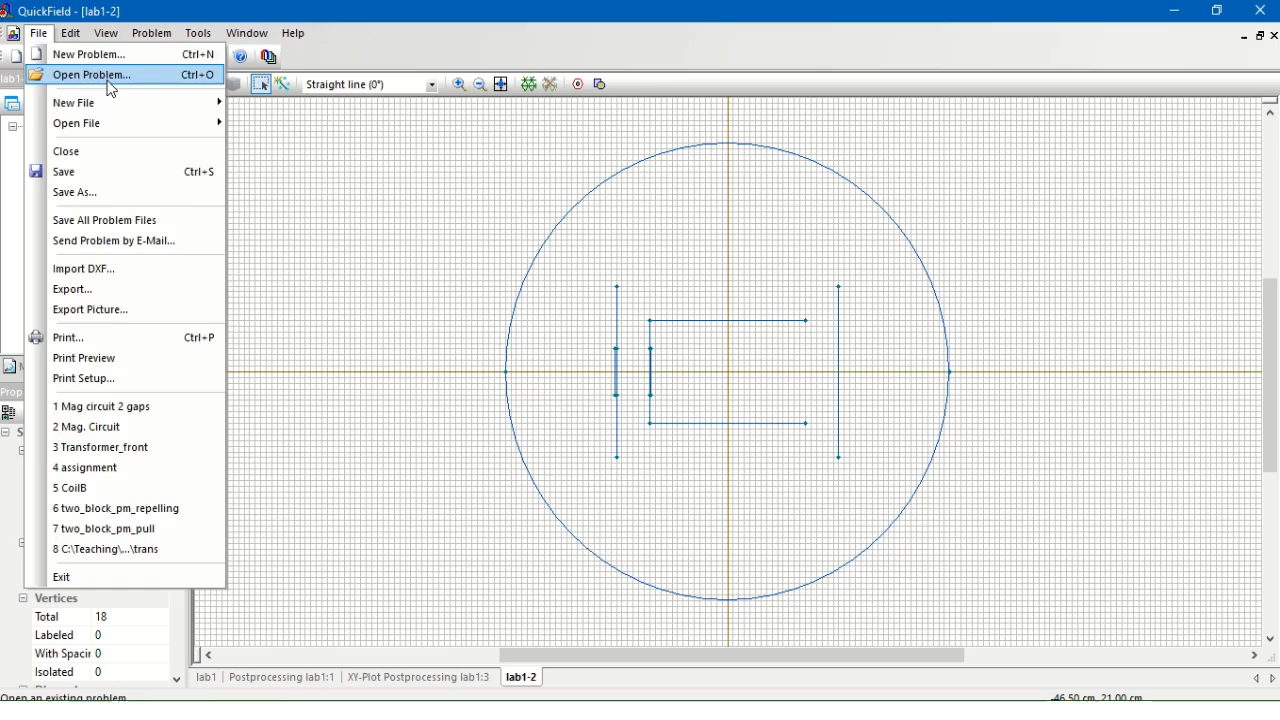 QuickField - [lab1-2]
File Edit View Problem Tools Window Help
New Problem... Ctrl+N
Open Problem... Ctrl+O
lab1
Straight line (0°)
New File
Open File
Close
Save Ctrl+S
Save As...
Save All Problem Files
Send Problem by E-Mail...
Import DXF...
Export...
Export Picture...
Print... Ctrl+P
Print Preview
Print Setup...
Prop
1 Mag circuit 2 gaps
2 Mag. Circuit
3 Transformer_front
4 assignment
5 CoilB
6 two_block_pm_repelling
7 two_block_pm_pull
8 C:\Teaching\...\trans
Exit
Vertices
Total 18
Labeled 0
With Spacir 0
Isolated 0
lab1 Postprocessing lab1:1 XY-Plot Postprocessing lab1:3 lab1-2
Open an existing problem
-46.50 cm, 21.00 cm